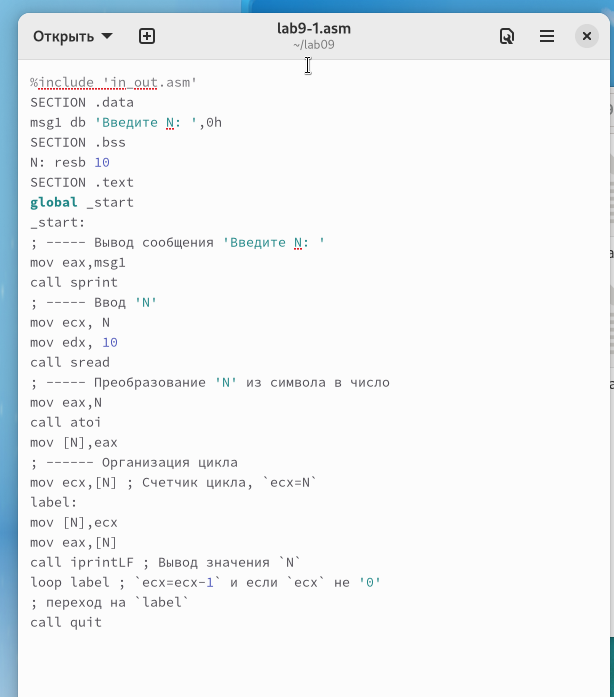 Открыть
lab9-1.asm
~/lab09
%include 'in_out.asm'
SECTION .data
msg1 db 'Введите N: ',0h
SECTION .bss
N: resb 10
SECTION .text
global _start
_start:
; ----- Вывод сообщения 'Введите N: '
mov eax,msg1
call sprint
; ----- Ввод 'N'
mov ecx, N
mov edx, 10
call sread
; ----- Преобразование 'N' из символа в число
mov eax,N
call atoi
mov [N],eax
; ------ Организация цикла
mov ecx,[N] ; Счетчик цикла, `ecx=N`
label:
mov [N],ecx
mov eax,[N]
call iprintLF ; Вывод значения `N`
loop label ; `ecx=ecx-1` и если `ecx` не '0'
; переход на `label`
call quit